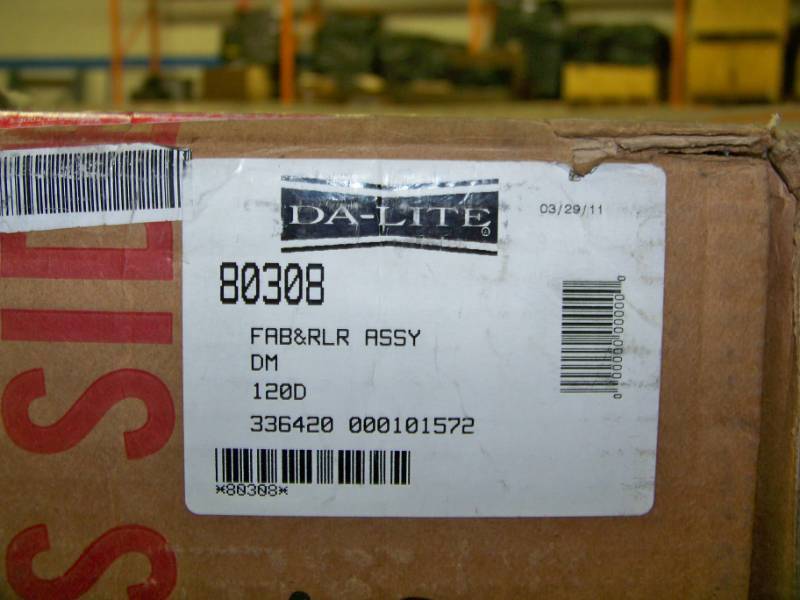 DA-LITE
03/29/11
80308
FAB&RLR ASSY
DM
120D
336420 000101572
*80308*